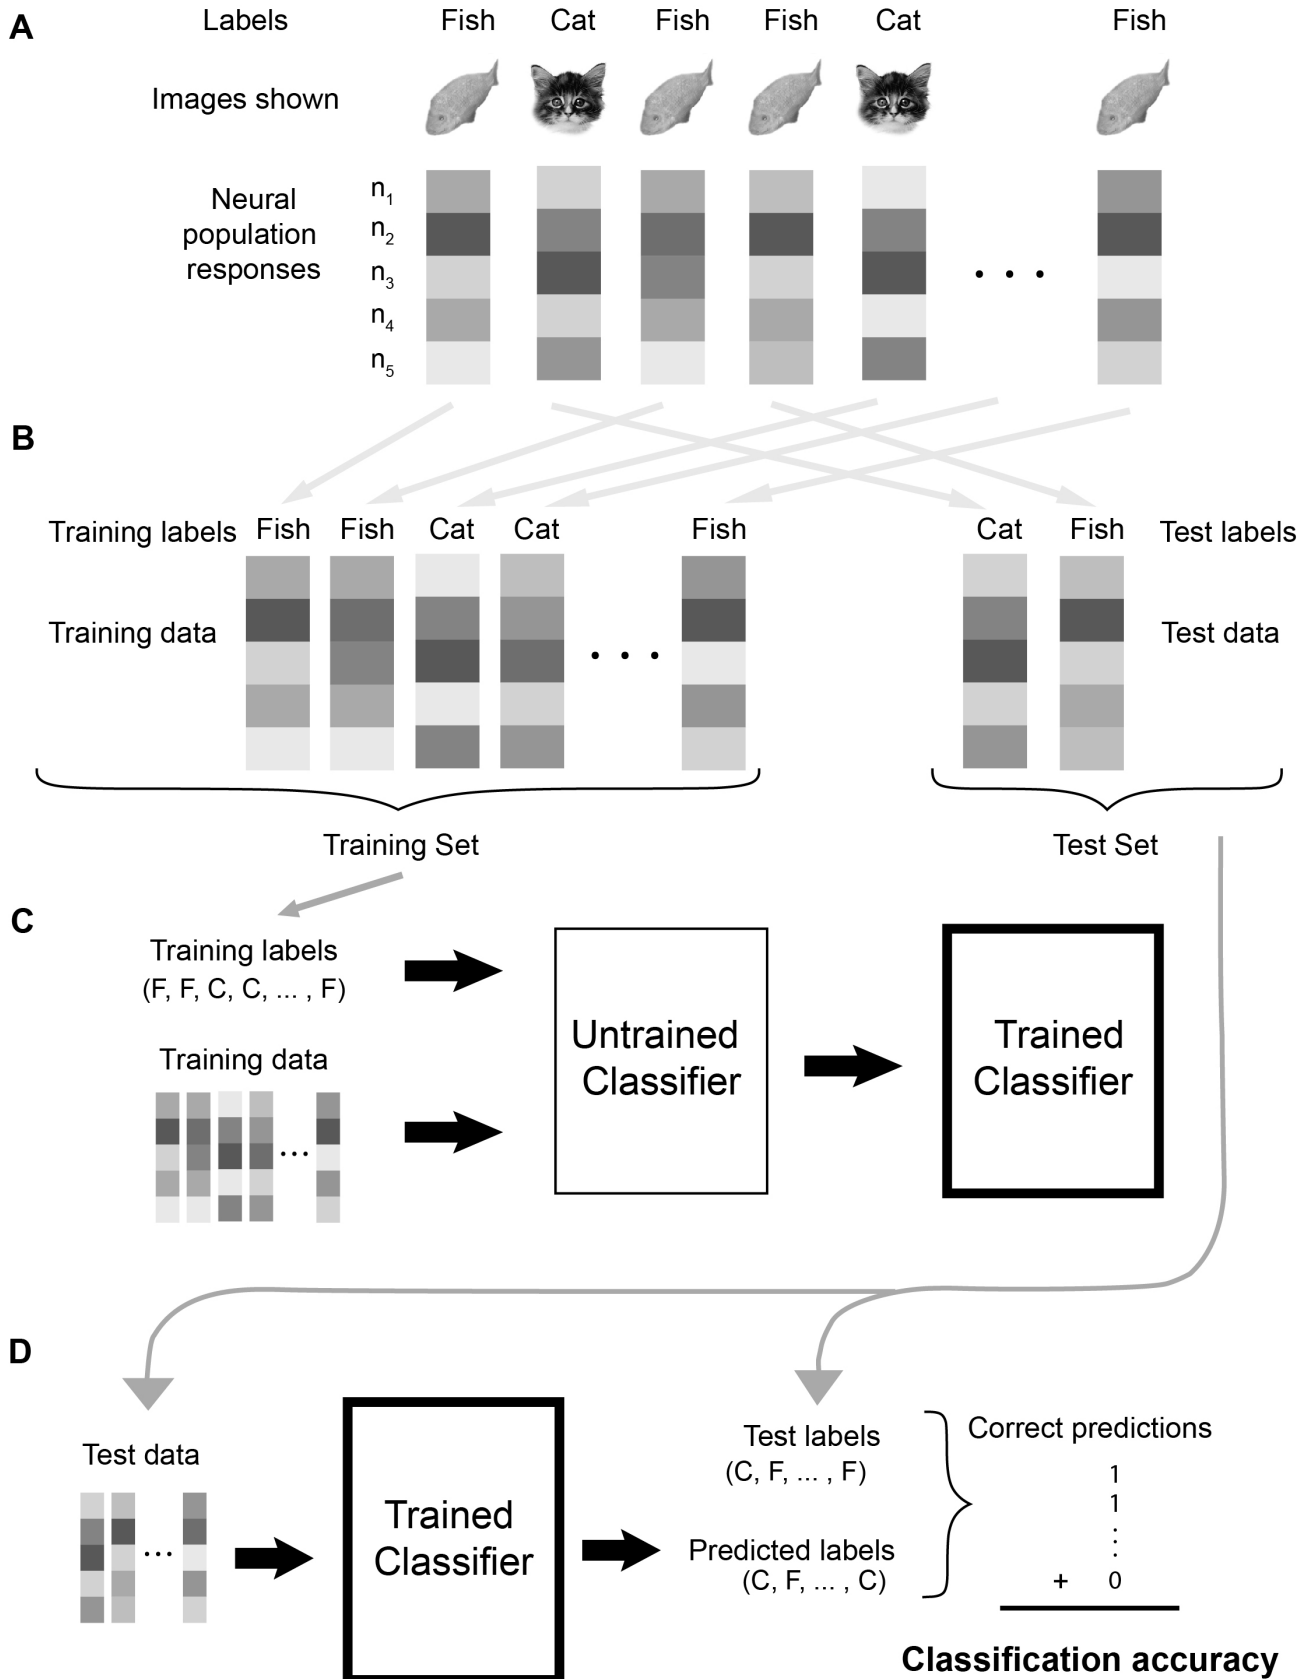 A
Labels Fish Cat Fish Fish Cat Fish
Images shown
Neural
population
responses
n1
n2
n3
n4
n5
. . .
B
Training labels Fish Fish Cat Cat Fish Cat Fish Test labels
Training data . . . Test data
Training Set Test Set
C
Training labels
(F, F, C, C, ... , F)
Training data
...
Untrained
Classifier
Trained
Classifier
D
Test data
...
Trained
Classifier
Test labels
(C, F, ... , F)
Predicted labels
(C, F, ... , C)
Correct predictions
1
1
⋮
+ 0
Classification accuracy